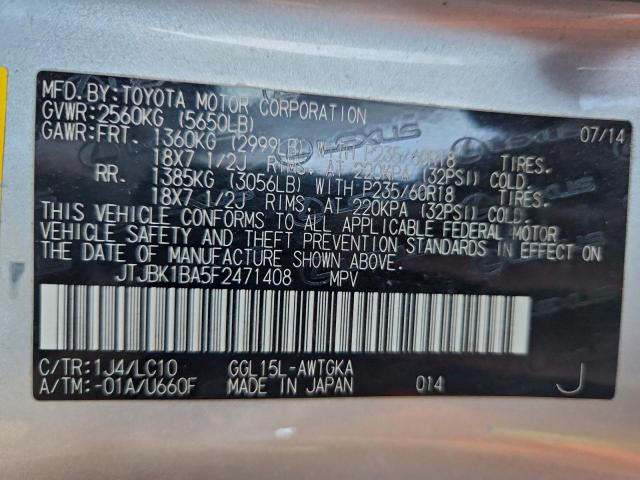 MFD.BY:TOYOTA MOTOR CORPORATION 07/14
GVWR:2560KG (5650LB)
GAWR:FRT. 1360KG (2999LB) WITH P235/60R18 TIRES.
18X7 1/2J RIMS. AT 220KPA (32PSI) COLD.
RR. 1385KG (3056LB) WITH P235/60R18 TIRES.
18X7 1/2J RIMS. AT 220KPA (32PSI) COLD.
THIS VEHICLE CONFORMS TO ALL APPLICABLE FEDERAL MOTOR
VEHICLE SAFETY AND THEFT PREVENTION STANDARDS IN EFFECT ON
THE DATE OF MANUFACTURE SHOWN ABOVE.
JTJBK1BA5F2471408 MPV
C/TR:1J4/LC10 GGL15L-AWTGKA
A/TM:-01A/U660F MADE IN JAPAN 014 J
LEXUS